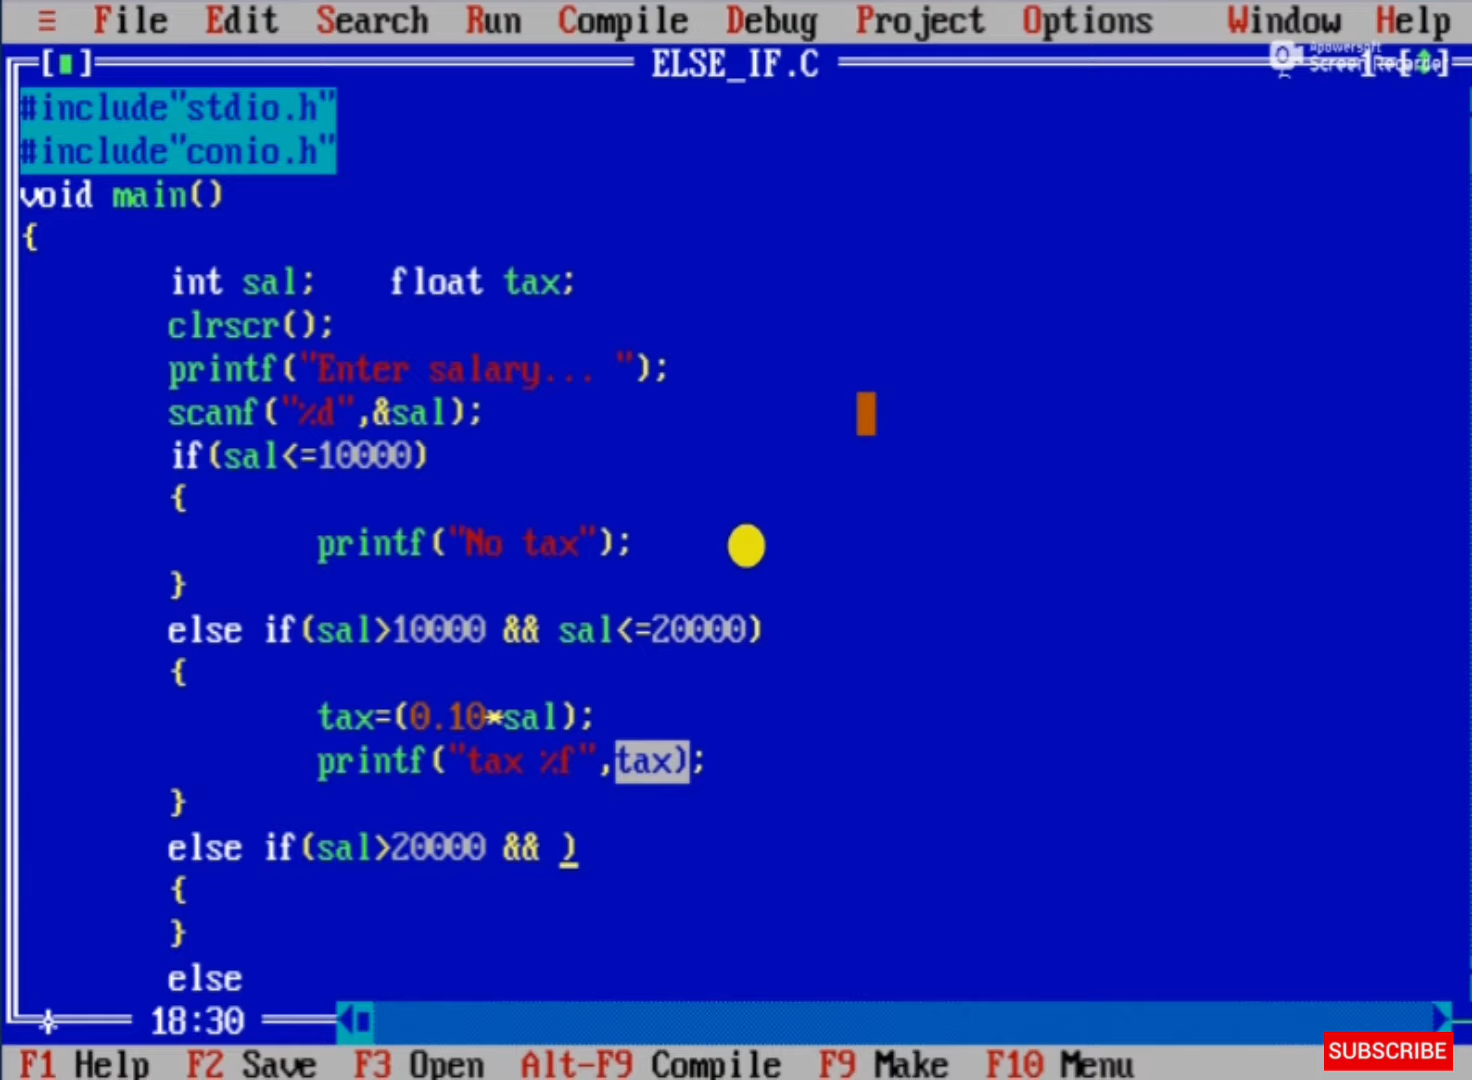 ≡ File Edit Search Run Compile Debug Project Options Window Help
[■] ELSE_IF.C 1 [↑]
Apowersoft
Screen Recorder
#include"stdio.h"
#include"conio.h"
void main()
{
int sal; float tax;
clrscr();
printf("Enter salary... ");
scanf("%d",&sal);
if(sal<=10000)
{
printf("No tax");
}
else if(sal>10000 && sal<=20000)
{
tax=(0.10*sal);
printf("tax %f",tax);
}
else if(sal>20000 && )
{
}
else
18:30
SUBSCRIBE
F1 Help F2 Save F3 Open Alt-F9 Compile F9 Make F10 Menu